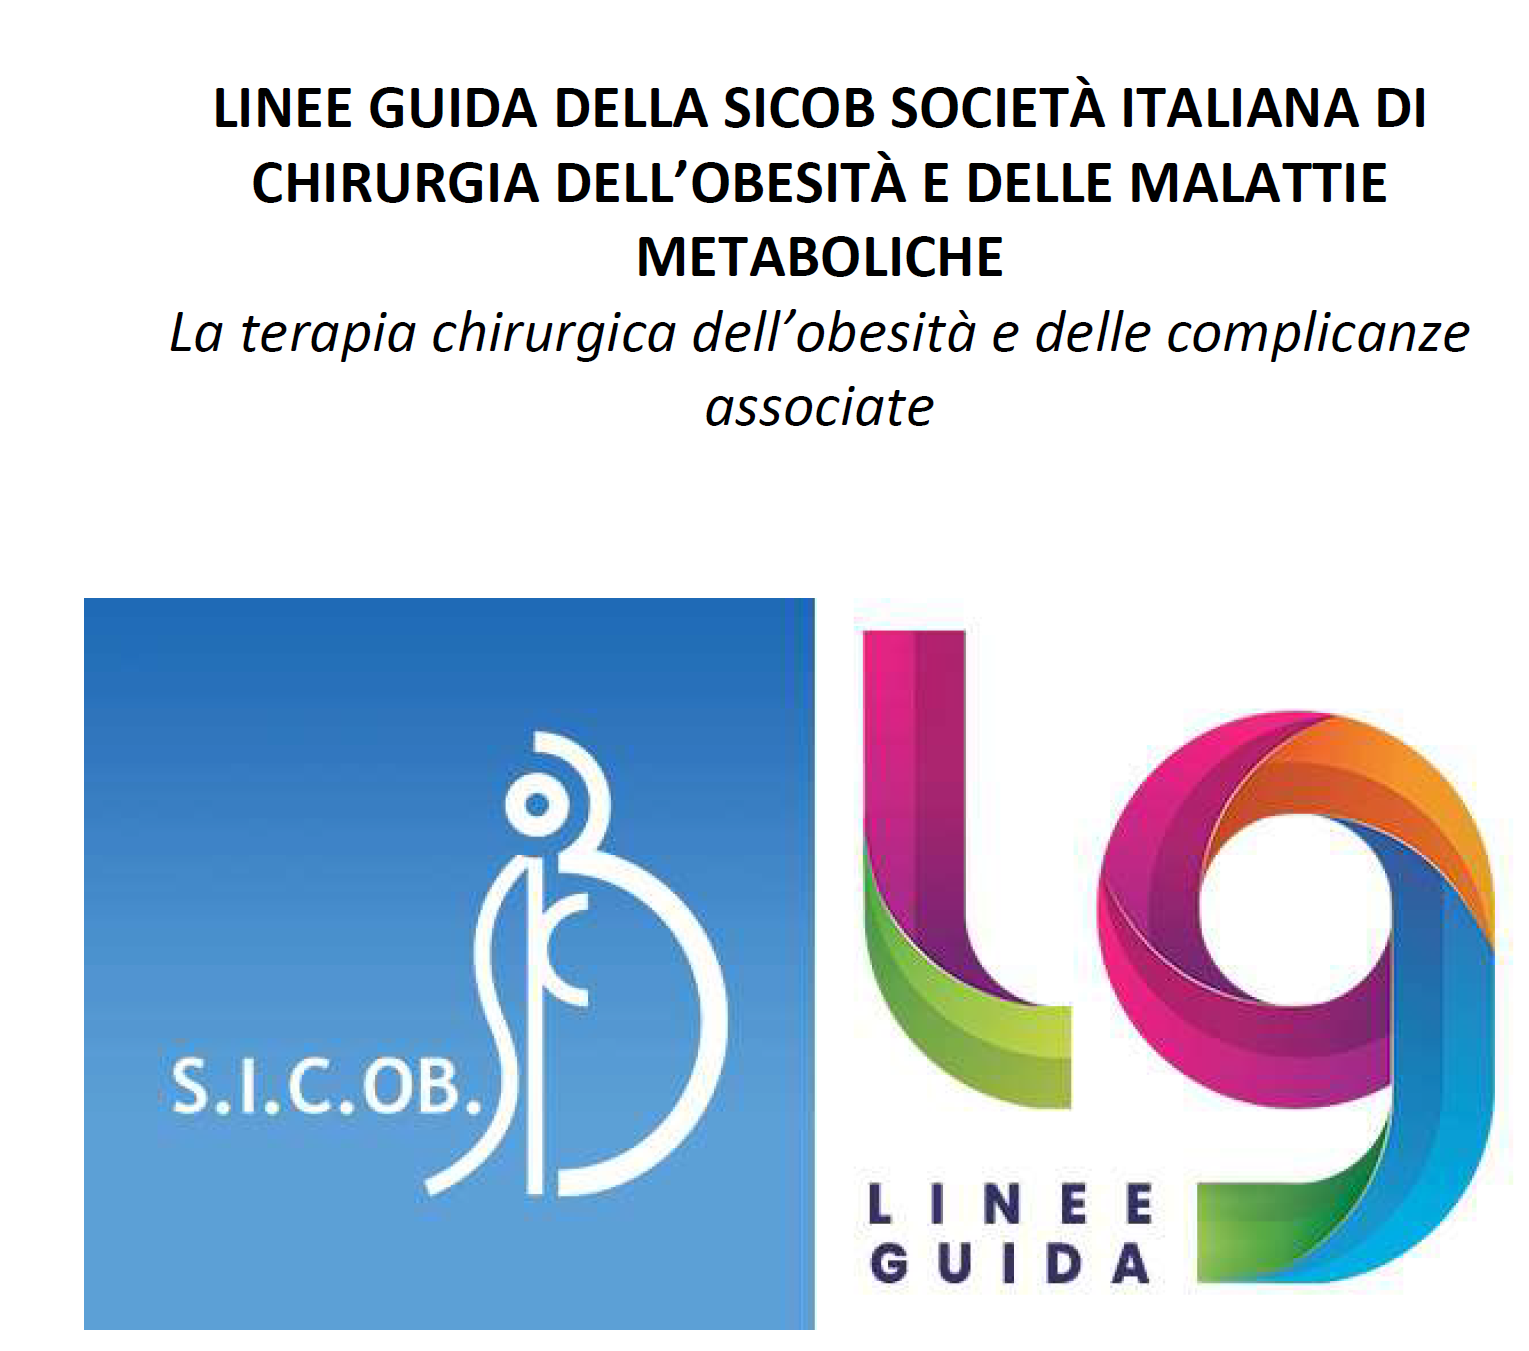 LINEE GUIDA DELLA SICOB SOCIETÀ ITALIANA DI
CHIRURGIA DELL’OBESITÀ E DELLE MALATTIE
METABOLICHE
La terapia chirurgica dell’obesità e delle complicanze
associate
S.I.C.OB.
lg
LINEE
GUIDA